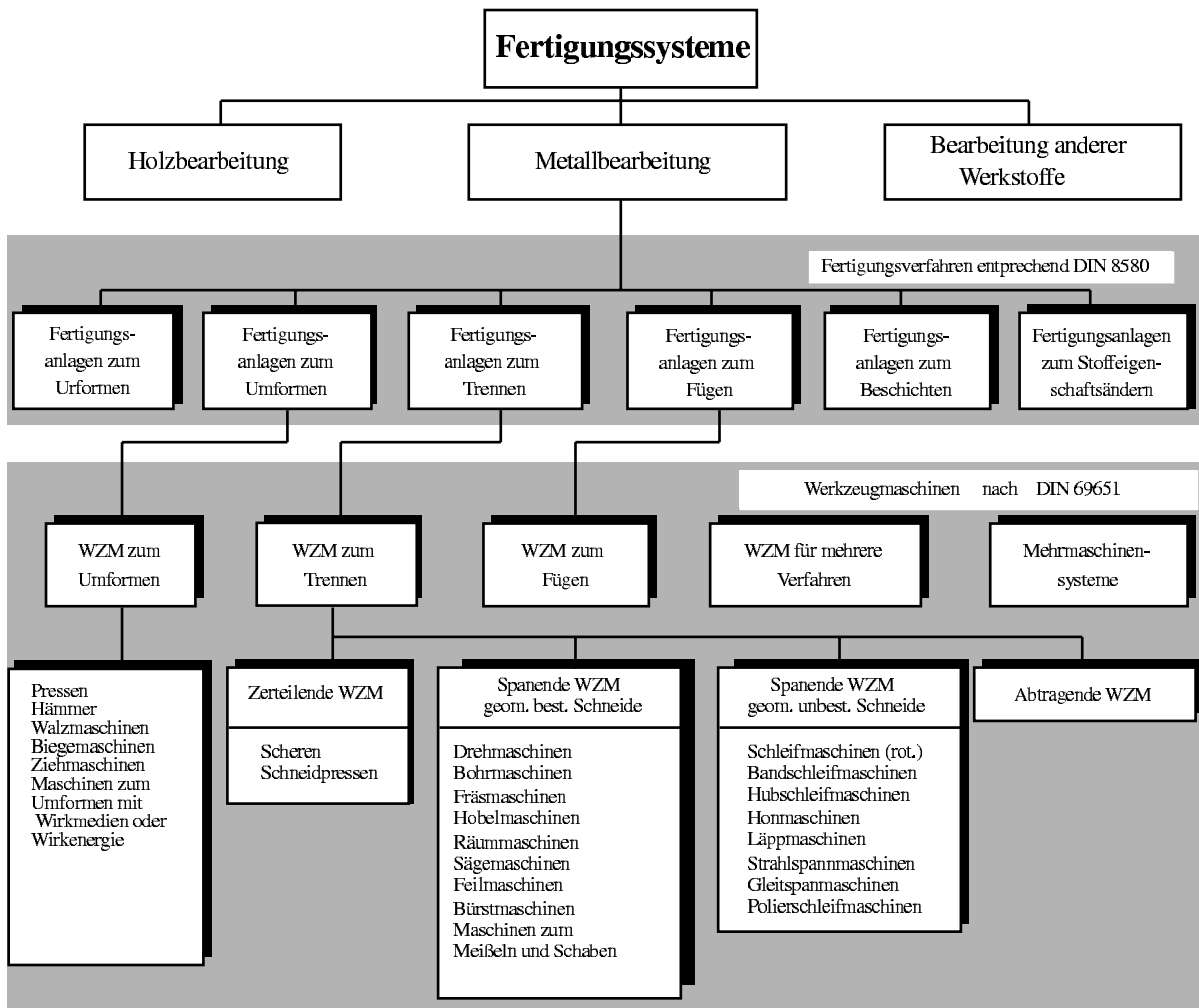 Fertigungssysteme
Holzbearbeitung
Metallbearbeitung
Bearbeitung anderer
Werkstoffe
Fertigungsverfahren entprechend DIN 8580
Fertigungs-
anlagen zum
Urformen
Fertigungs-
anlagen zum
Umformen
Fertigungs-
anlagen zum
Trennen
Fertigungs-
anlagen zum
Fügen
Fertigungs-
anlagen zum
Beschichten
Fertigungsanlagen
zum Stoffeigen-
schaftsändern
Werkzeugmaschinen nach DIN 69651
WZM zum
Umformen
WZM zum
Trennen
WZM zum
Fügen
WZM für mehrere
Verfahren
Mehrmaschinen-
systeme
Pressen
Hämmer
Walzmaschinen
Biegemaschinen
Ziehmaschinen
Maschinen zum
Umformen mit
Wirkmedien oder
Wirkenergie
Zerteilende WZM
Scheren
Schneidpressen
Spanende WZM
geom. best. Schneide
Drehmaschinen
Bohrmaschinen
Fräsmaschinen
Hobelmaschinen
Räummaschinen
Sägemaschinen
Feilmaschinen
Bürstmaschinen
Maschinen zum
Meißeln und Schaben
Spanende WZM
geom. unbest. Schneide
Schleifmaschinen (rot.)
Bandschleifmaschinen
Hubschleifmaschinen
Honmaschinen
Läppmaschinen
Strahlspannmaschinen
Gleitspanmaschinen
Polierschleifmaschinen
Abtragende WZM